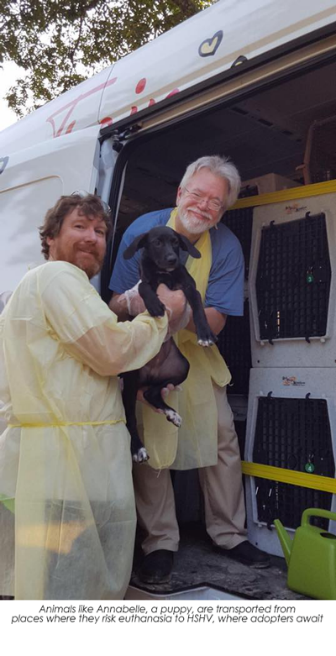 Animals like Annabelle, a puppy, are transported from
places where they risk euthanasia to HSHV, where adopters await